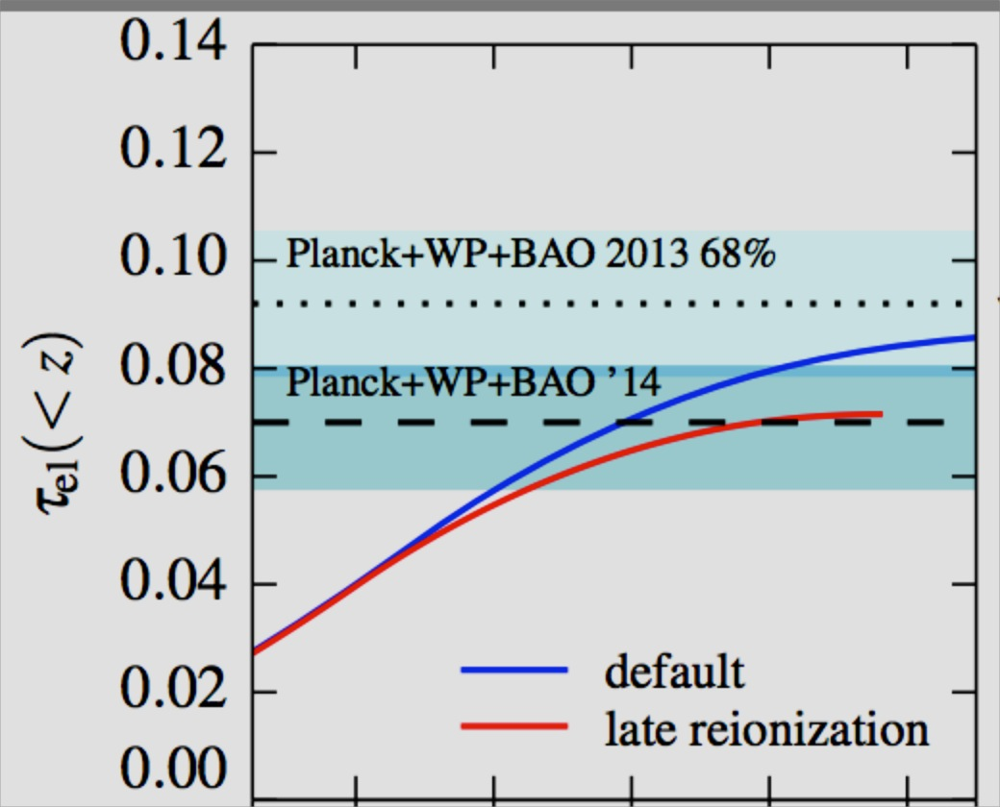 0.14
0.12
0.10
Planck+WP+BAO 2013 68%
0.08
Planck+WP+BAO ’14
τel(< z)
0.06
0.04
default
0.02
late reionization
0.00